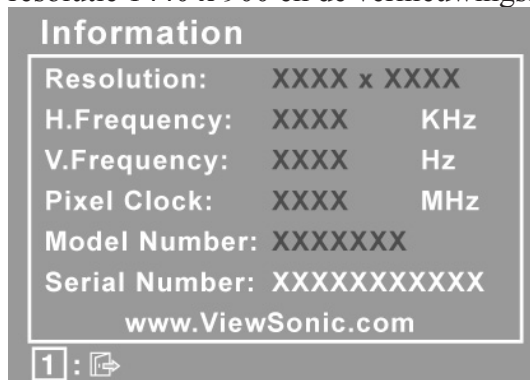 Information
Resolution: XXXX x XXXX
H.Frequency: XXXX KHz
V.Frequency: XXXX Hz
Pixel Clock: XXXX MHz
Model Number: XXXXXXX
Serial Number: XXXXXXXXXXX
www.ViewSonic.com
1 :